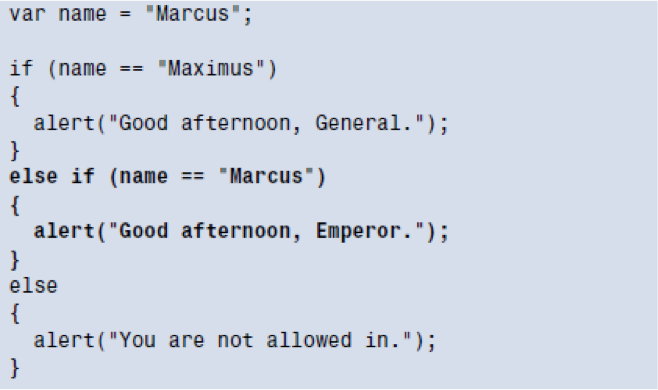 var name = "Marcus";
if (name == "Maximus")
{
  alert("Good afternoon, General.");
}
else if (name == "Marcus")
{
  alert("Good afternoon, Emperor.");
}
else
{
  alert("You are not allowed in.");
}